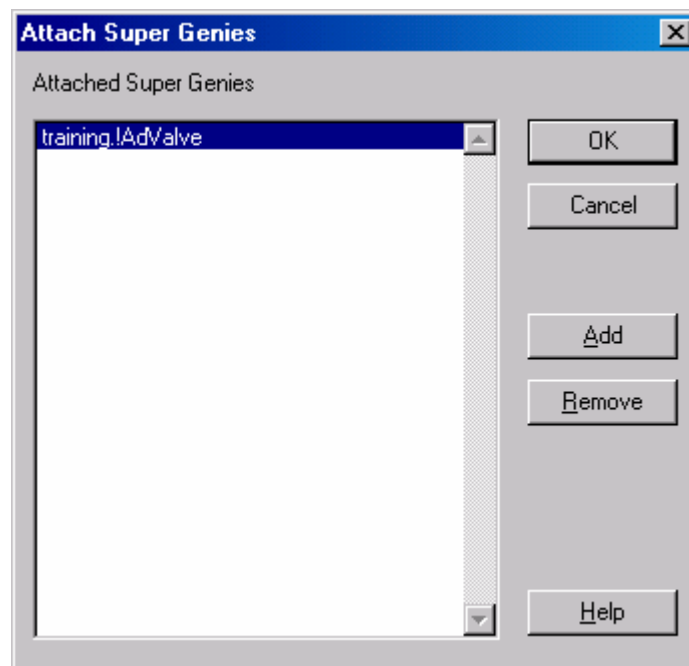 Attach Super Genies
Attached Super Genies
training.!AdValve
OK
Cancel
Add
Remove
Help